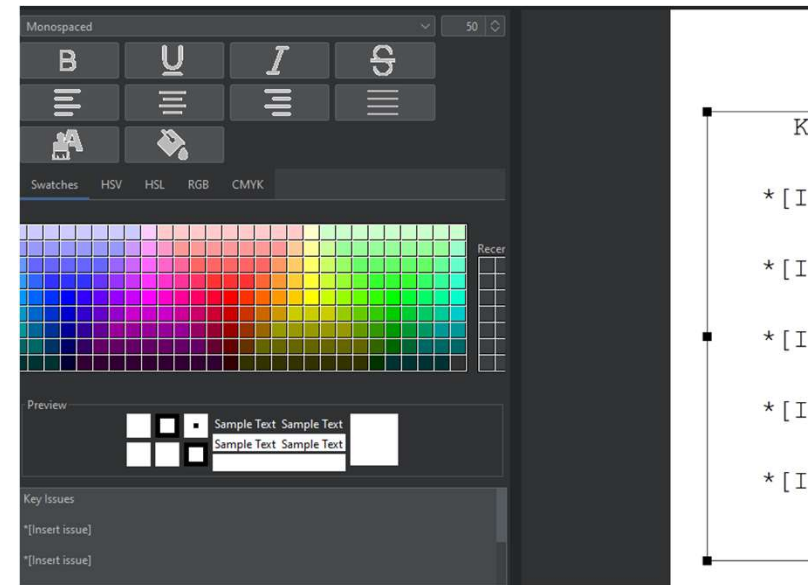 Monospaced
50
B U I S
A
Swatches HSV HSL RGB CMYK
Recen
Preview
Sample Text Sample Text
Sample Text Sample Text
Key Issues
*[Insert issue]
*[Insert issue]
K
*[I
*[I
*[I
*[I
*[I